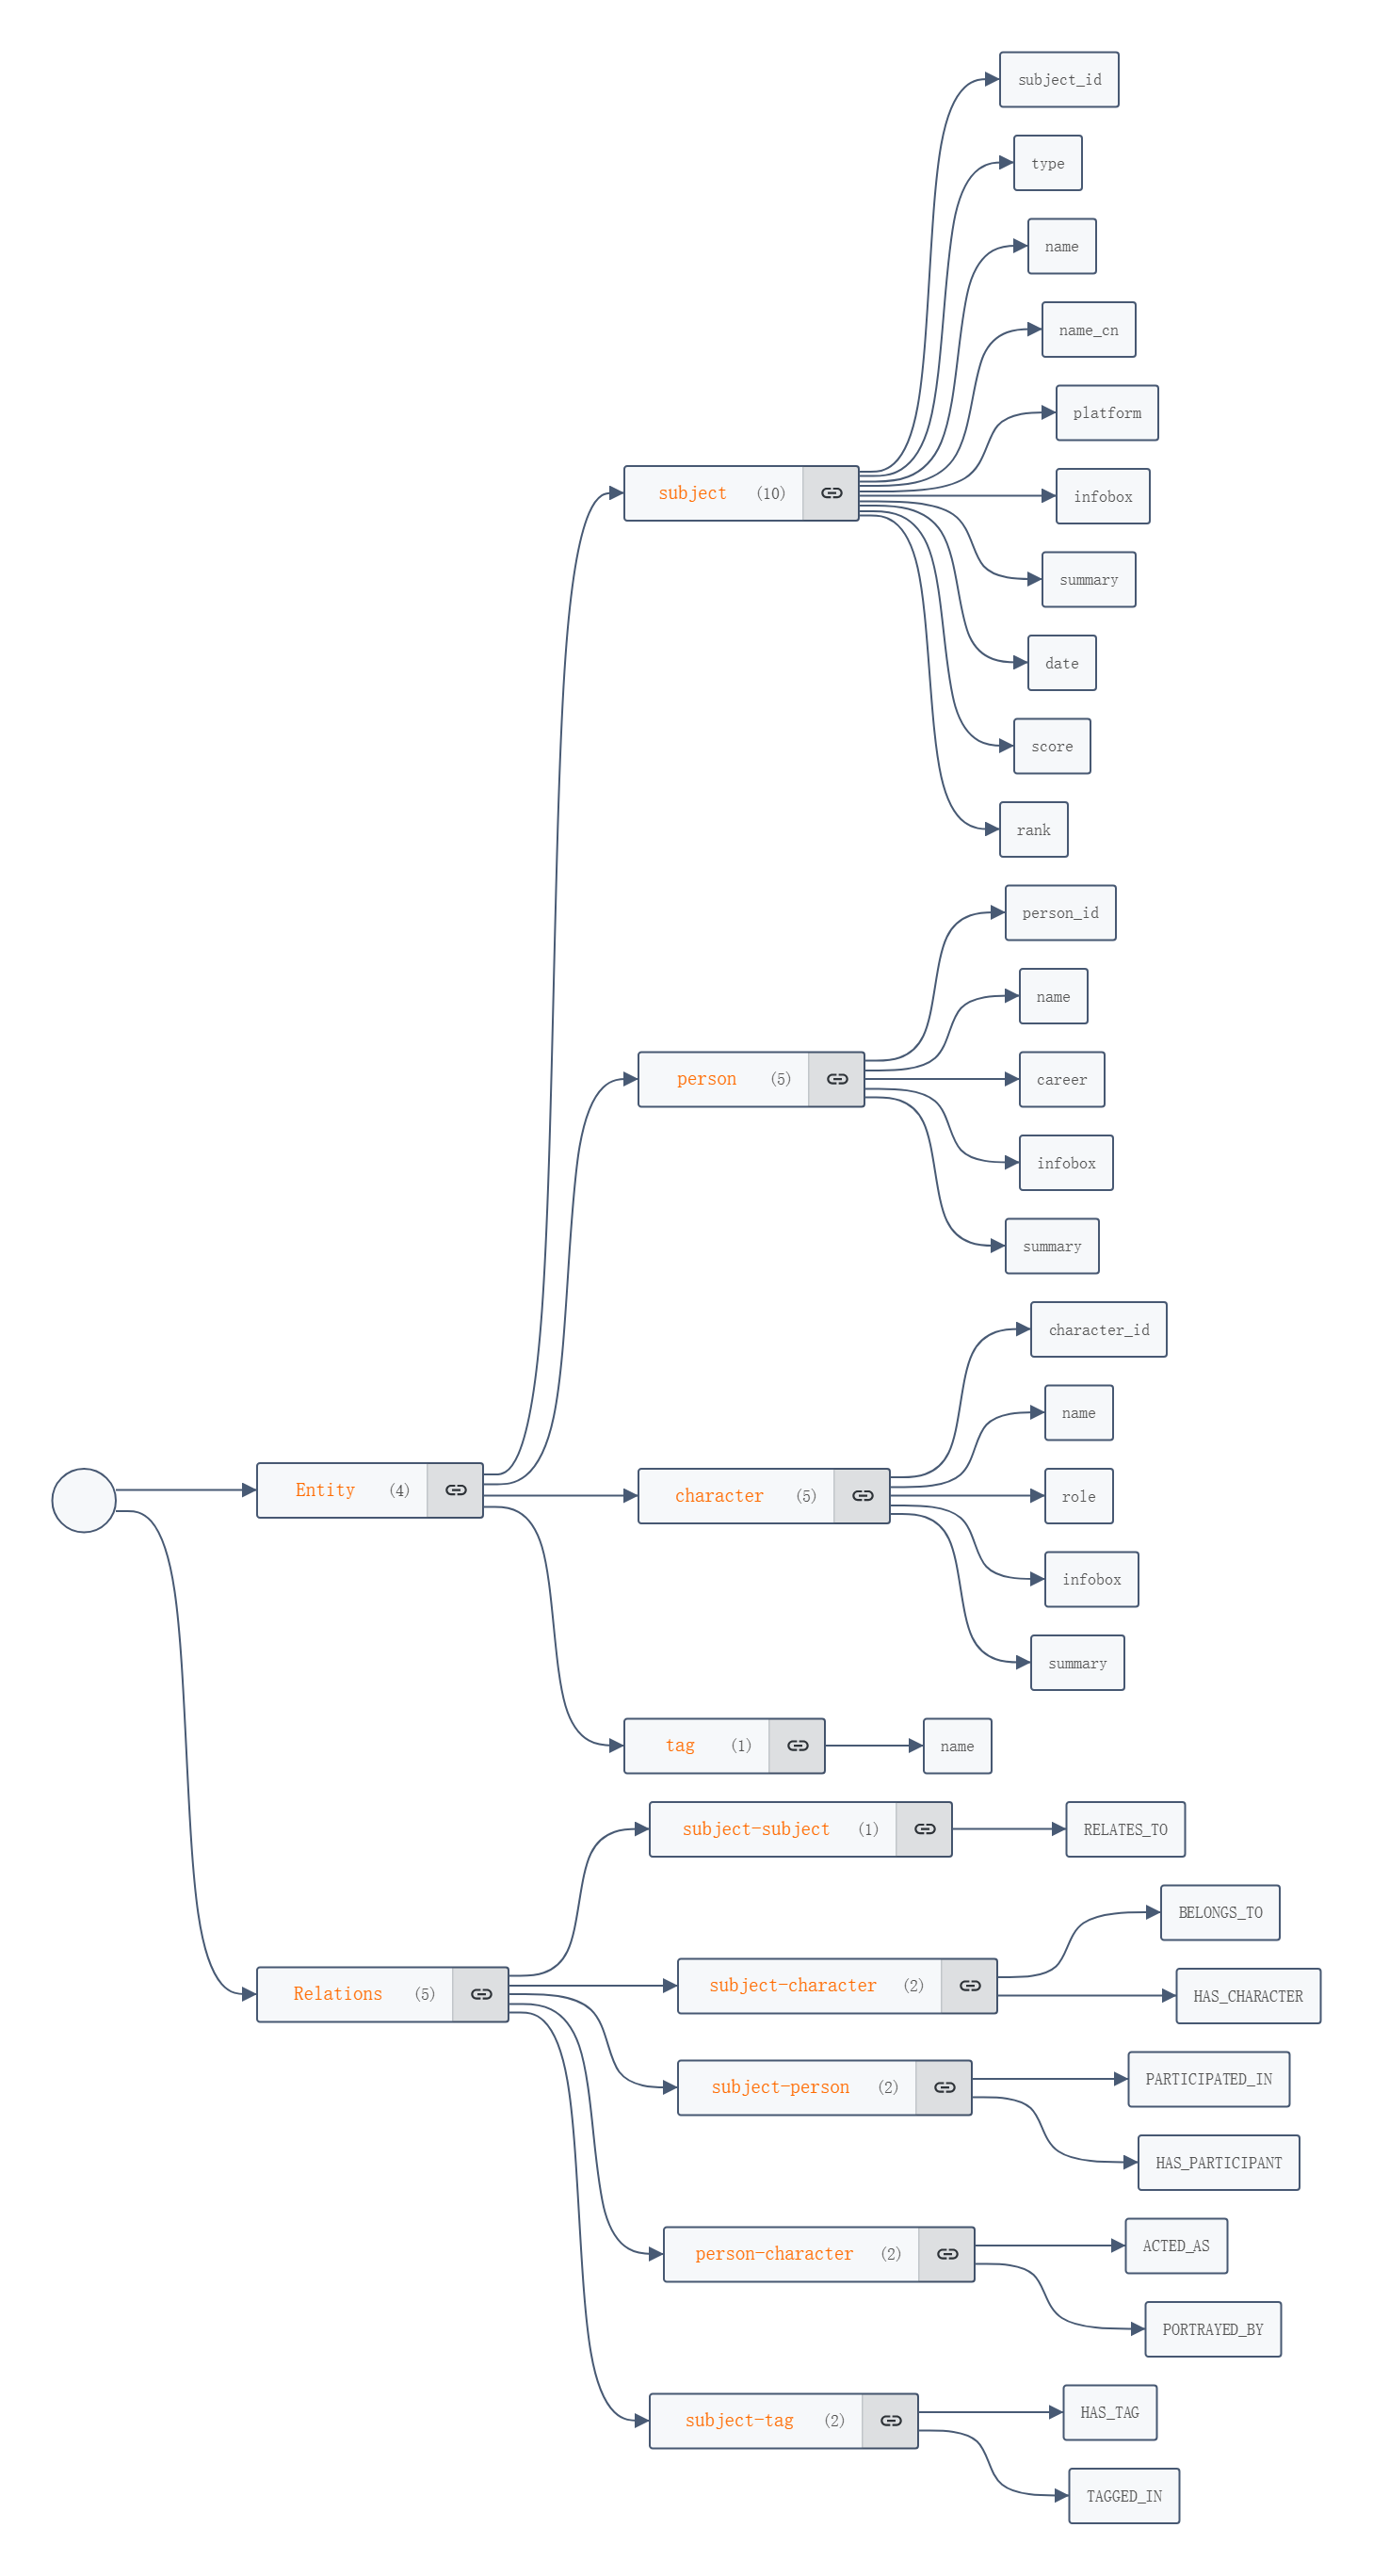 subject_id
type
name
name_cn
platform
subject (10)
infobox
summary
date
score
rank
person_id
name
person (5)
career
infobox
summary
character_id
name
Entity (4)
character (5)
role
infobox
summary
tag (1)
name
subject-subject (1)
RELATES_TO
BELONGS_TO
Relations (5)
subject-character (2)
HAS_CHARACTER
subject-person (2)
PARTICIPATED_IN
HAS_PARTICIPANT
person-character (2)
ACTED_AS
PORTRAYED_BY
subject-tag (2)
HAS_TAG
TAGGED_IN